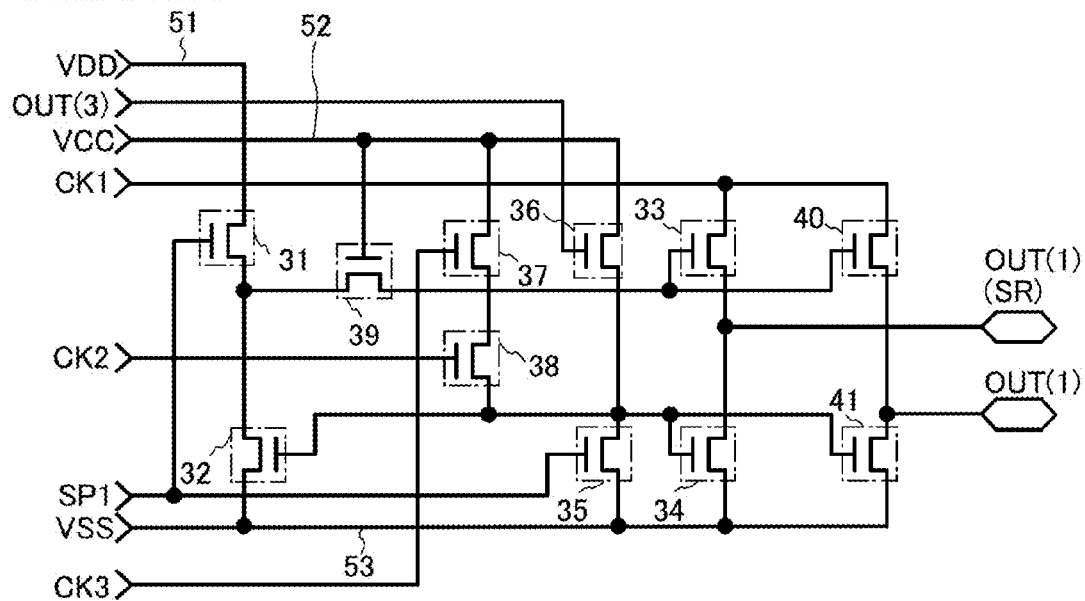 51
52
VDD
OUT(3)
VCC
CK1
36
33
40
31
37
39
OUT(1)
(SR)
CK2
38
OUT(1)
41
32
SP1
35
34
VSS
53
CK3